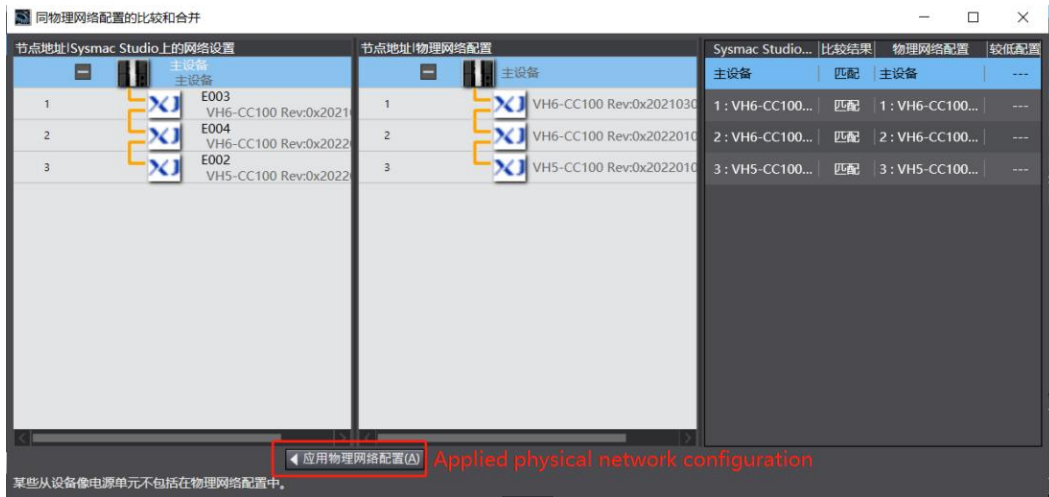 同物理网络配置的比较和合并
节点地址|Sysmac Studio上的网络设置
主设备
主设备
1
E003
VH6-CC100 Rev:0x2021
2
E004
VH6-CC100 Rev:0x2022
3
E002
VH5-CC100 Rev:0x2022
节点地址|物理网络配置
主设备
1 VH6-CC100 Rev:0x2021030
2 VH6-CC100 Rev:0x2022010
3 VH5-CC100 Rev:0x2022010
Sysmac Studio... 比较结果 物理网络配置 较低配置
主设备 匹配 主设备 ---
1 : VH6-CC100... 匹配 1 : VH6-CC100... ---
2 : VH6-CC100... 匹配 2 : VH6-CC100... ---
3 : VH5-CC100... 匹配 3 : VH5-CC100... ---
应用物理网络配置(A) Applied physical network configuration
某些从设备像电源单元不包括在物理网络配置中。